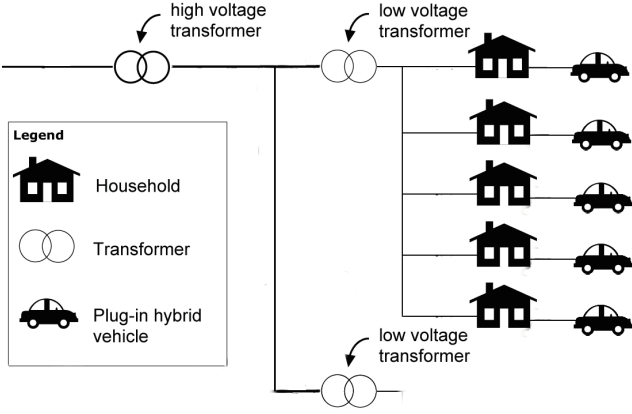 high voltage
transformer
low voltage
transformer
Legend
Household
Transformer
Plug-in hybrid
vehicle
low voltage
transformer